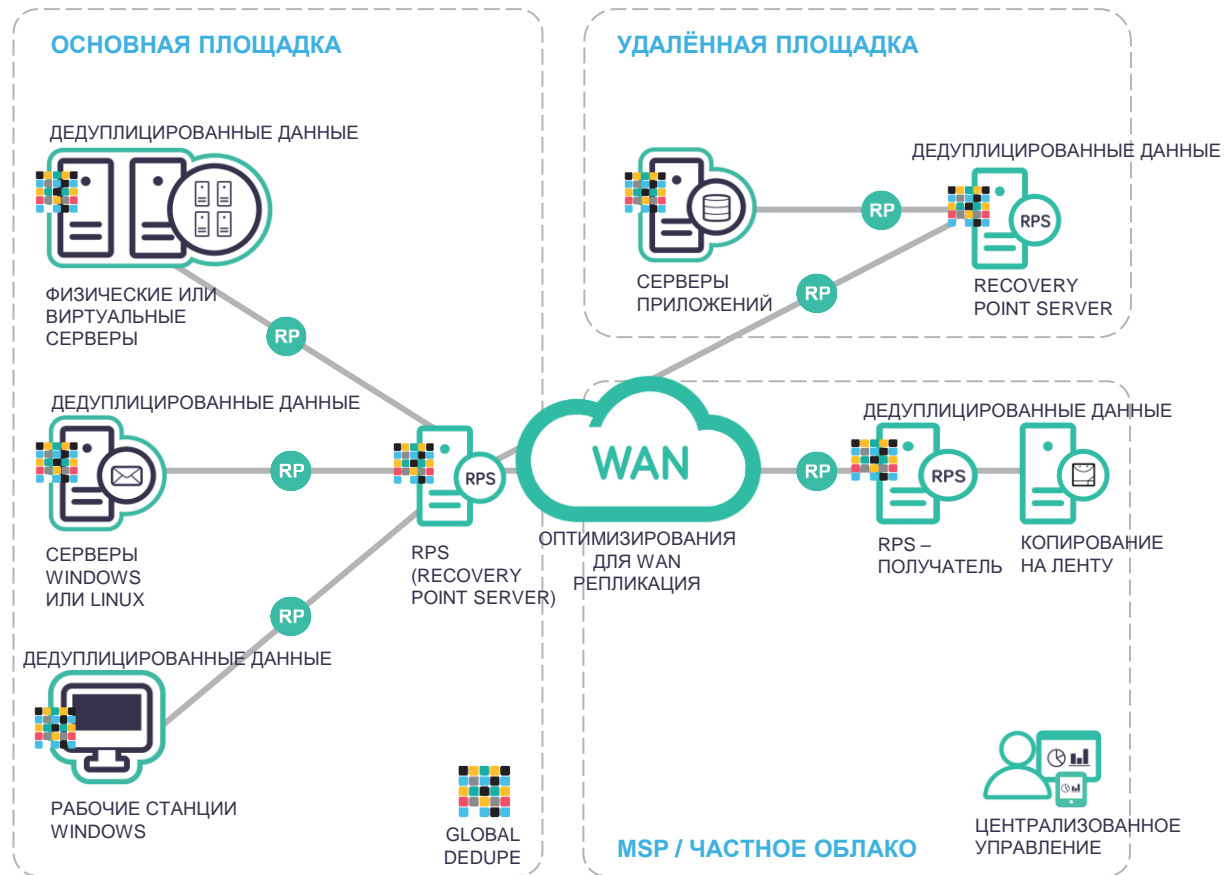 ОСНОВНАЯ ПЛОЩАДКА
ДЕДУПЛИЦИРОВАННЫЕ ДАННЫЕ
ФИЗИЧЕСКИЕ ИЛИ
ВИРТУАЛЬНЫЕ
СЕРВЕРЫ
RP
ДЕДУПЛИЦИРОВАННЫЕ ДАННЫЕ
RP
RPS
СЕРВЕРЫ
WINDOWS
ИЛИ LINUX
RPS
(RECOVERY
POINT SERVER)
RP
ДЕДУПЛИЦИРОВАННЫЕ ДАННЫЕ
РАБОЧИЕ СТАНЦИИ
WINDOWS
GLOBAL
DEDUPE
WAN
ОПТИМИЗИРОВАНИЯ
ДЛЯ WAN
РЕПЛИКАЦИЯ
УДАЛЁННАЯ ПЛОЩАДКА
ДЕДУПЛИЦИРОВАННЫЕ ДАННЫЕ
RP
RPS
СЕРВЕРЫ
ПРИЛОЖЕНИЙ
RP
RECOVERY
POINT SERVER
ДЕДУПЛИЦИРОВАННЫЕ ДАННЫЕ
RP
RPS
RPS –
ПОЛУЧАТЕЛЬ
КОПИРОВАНИЕ
НА ЛЕНТУ
ЦЕНТРАЛИЗОВАННОЕ
УПРАВЛЕНИЕ
MSP / ЧАСТНОЕ ОБЛАКО